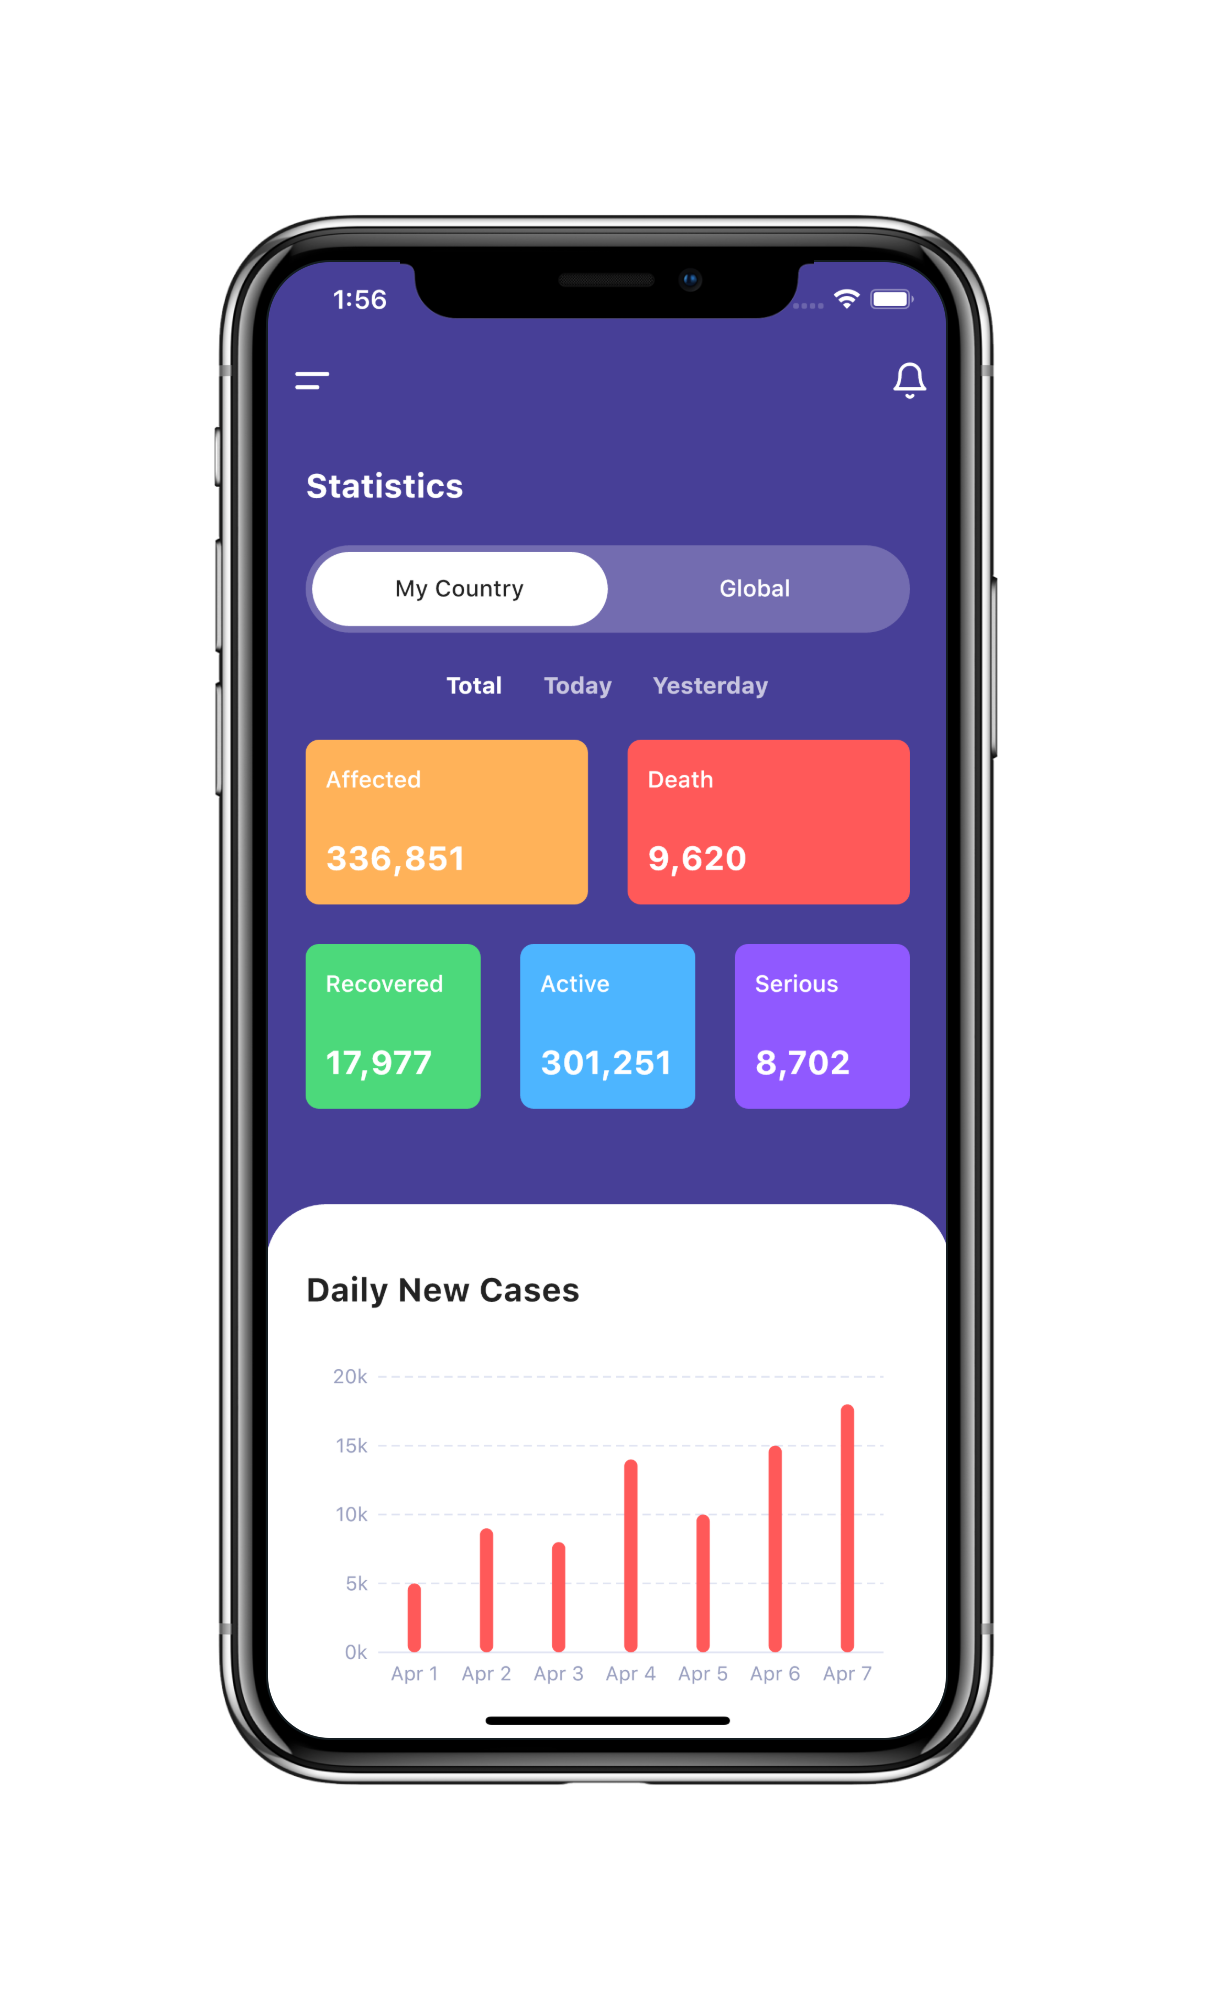 1:56
Statistics
My Country Global
Total Today Yesterday
Affected Death
336,851 9,620
Recovered Active Serious
17,977 301,251 8,702
Daily New Cases
20k
15k
10k
5k
0k
Apr 1 Apr 2 Apr 3 Apr 4 Apr 5 Apr 6 Apr 7